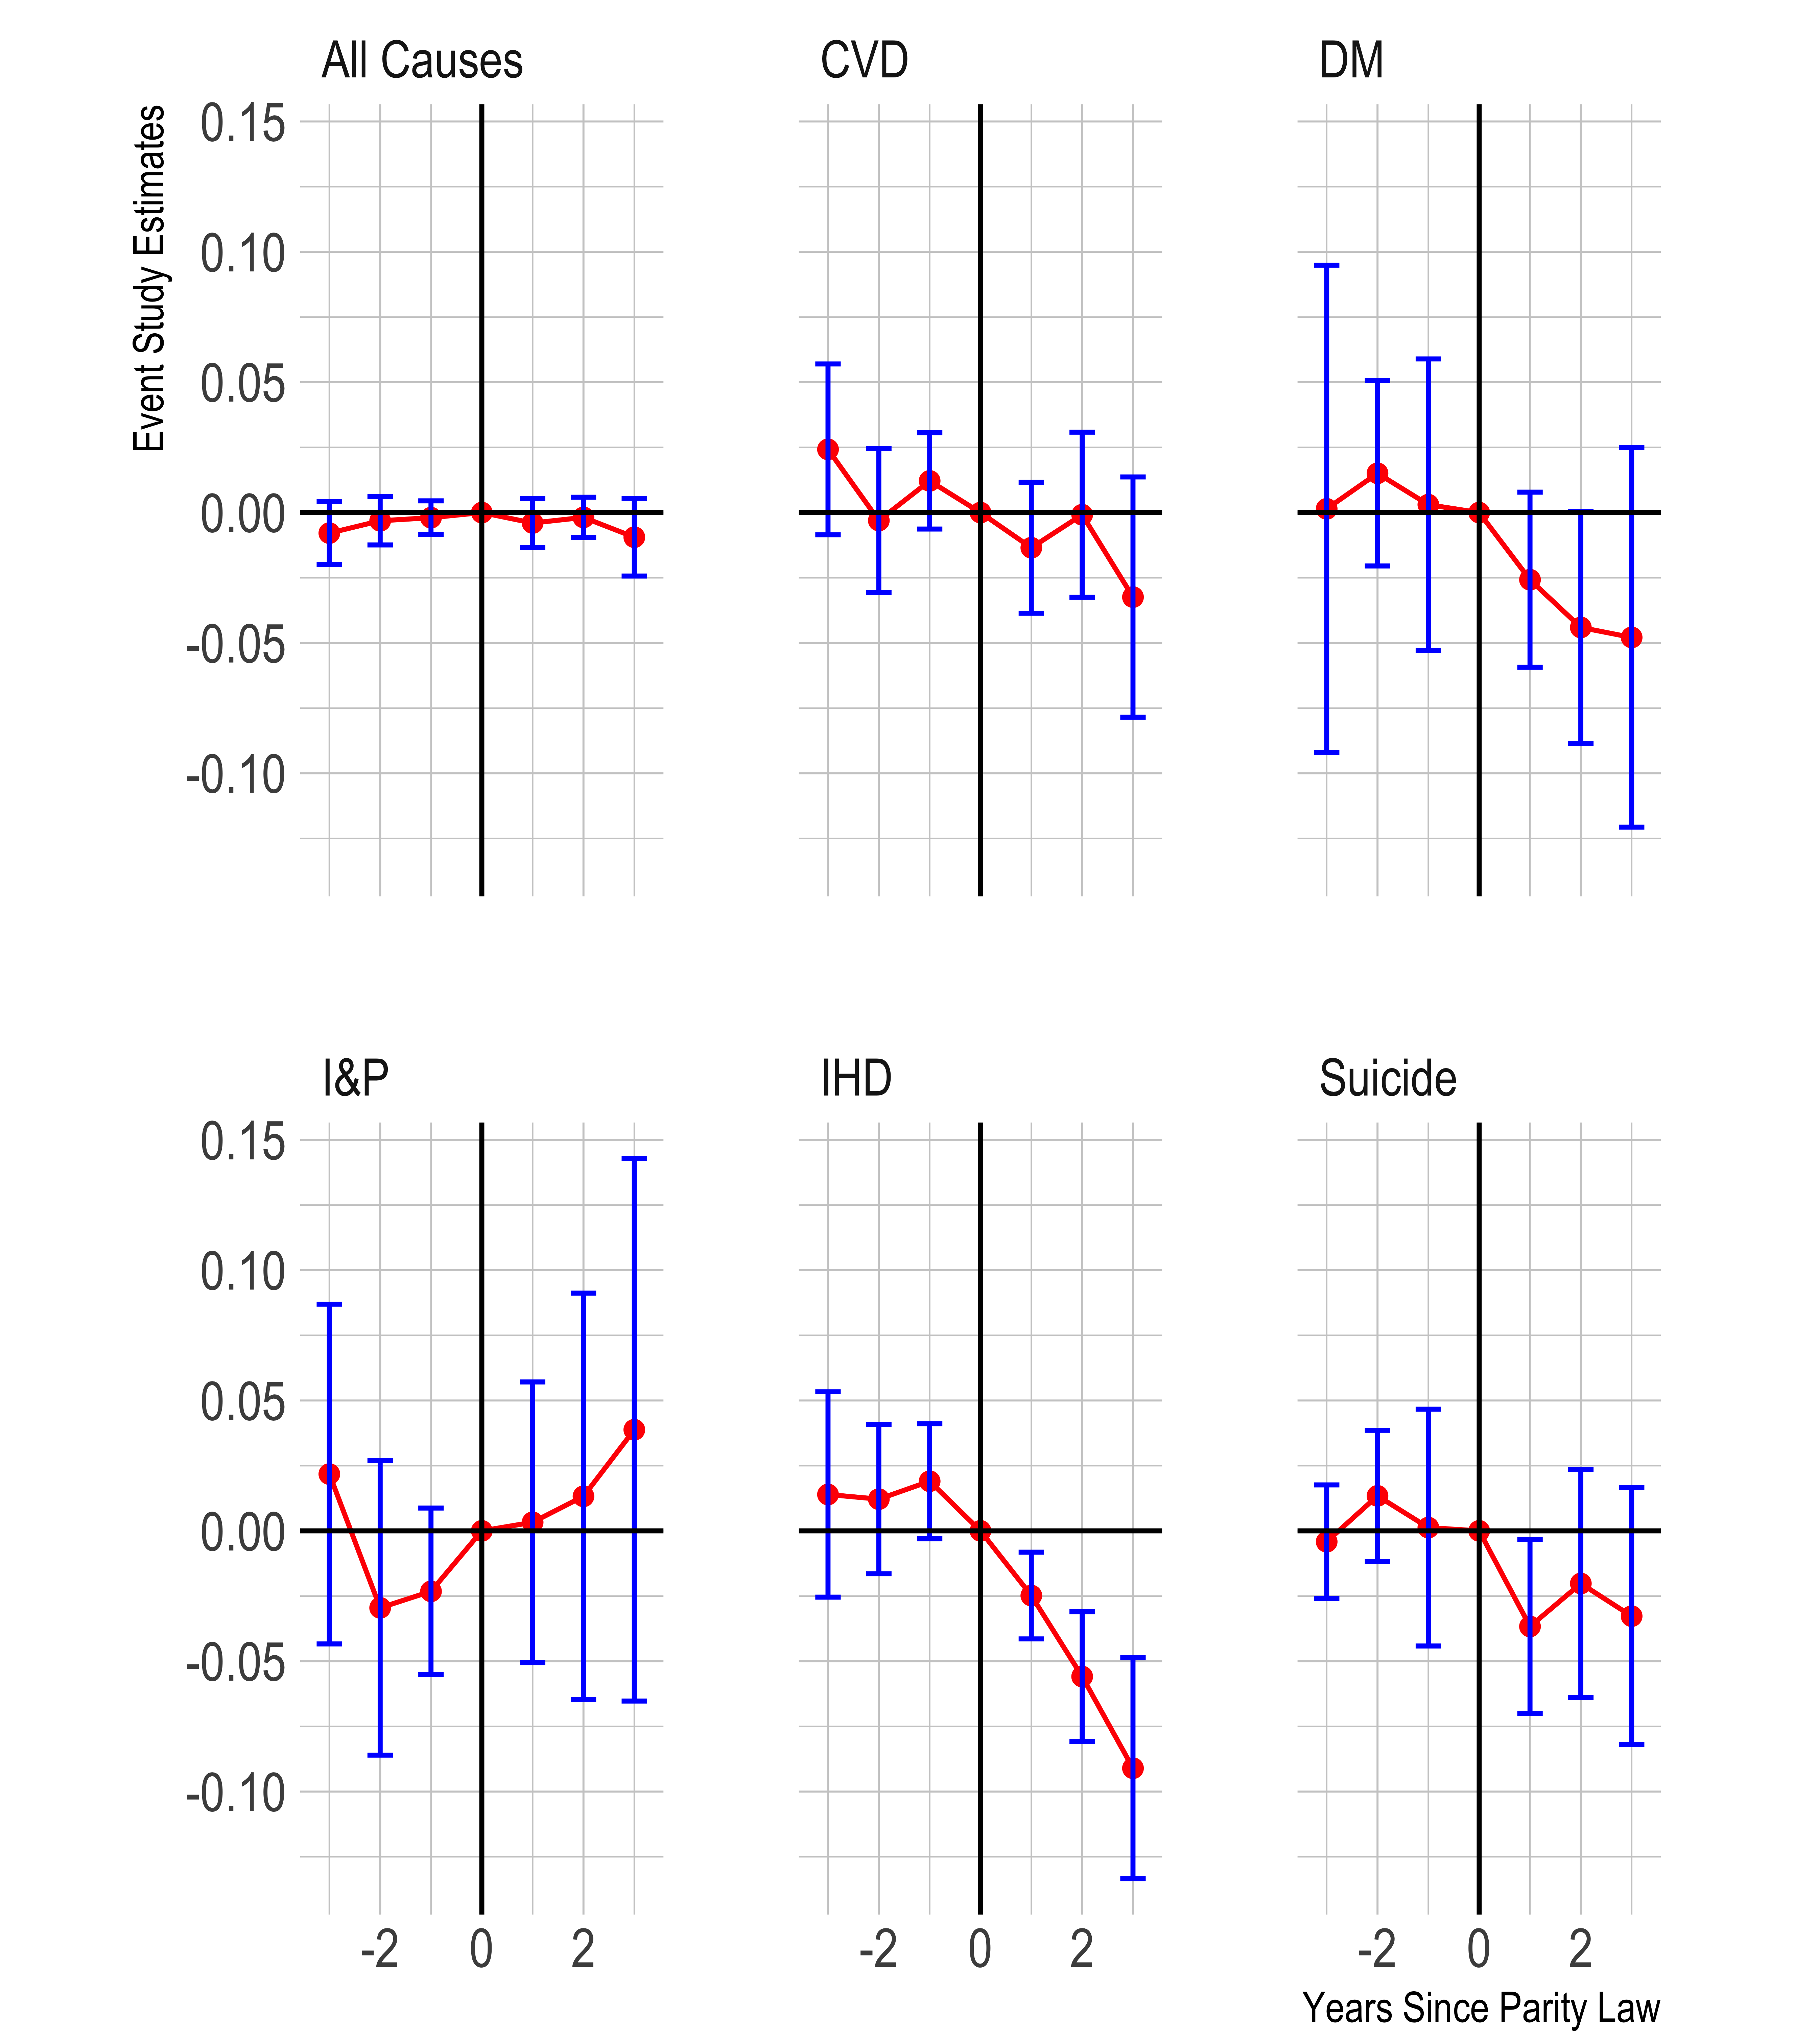 All Causes
CVD
DM
Event Study Estimates
0.15
0.10
0.05
0.00
-0.05
-0.10
I&P
IHD
Suicide
0.15
0.10
0.05
0.00
-0.05
-0.10
-2 0 2
-2 0 2
-2 0 2
Years Since Parity Law